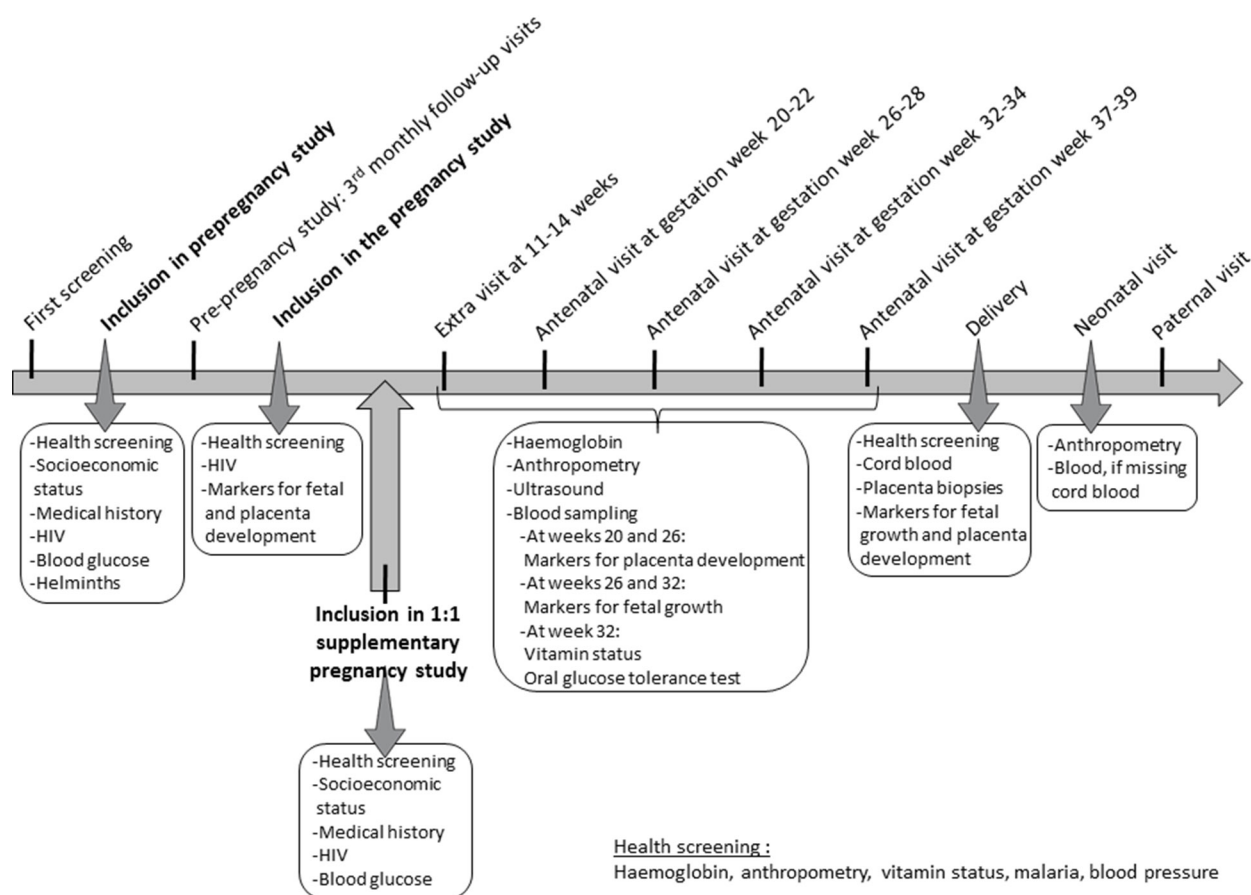 First screening
Inclusion in prepregnancy study
Pre-pregnancy study: 3rd monthly follow-up visits
Inclusion in the pregnancy study
Extra visit at 11-14 weeks
Antenatal visit at gestation week 20-22
Antenatal visit at gestation week 26-28
Antenatal visit at gestation week 32-34
Antenatal visit at gestation week 37-39
Delivery
Neonatal visit
Paternal visit
-Health screening
-Socioeconomic
status
-Medical history
-HIV
-Blood glucose
-Helminths
-Health screening
-HIV
-Markers for fetal
and placenta
development
Inclusion in 1:1
supplementary
pregnancy study
-Health screening
-Socioeconomic
status
-Medical history
-HIV
-Blood glucose
-Haemoglobin
-Anthropometry
-Ultrasound
-Blood sampling
-At weeks 20 and 26:
Markers for placenta development
-At weeks 26 and 32:
Markers for fetal growth
-At week 32:
Vitamin status
Oral glucose tolerance test
-Health screening
-Cord blood
-Placenta biopsies
-Markers for fetal
growth and placenta
development
-Anthropometry
-Blood, if missing
cord blood
Health screening :
Haemoglobin, anthropometry, vitamin status, malaria, blood pressure